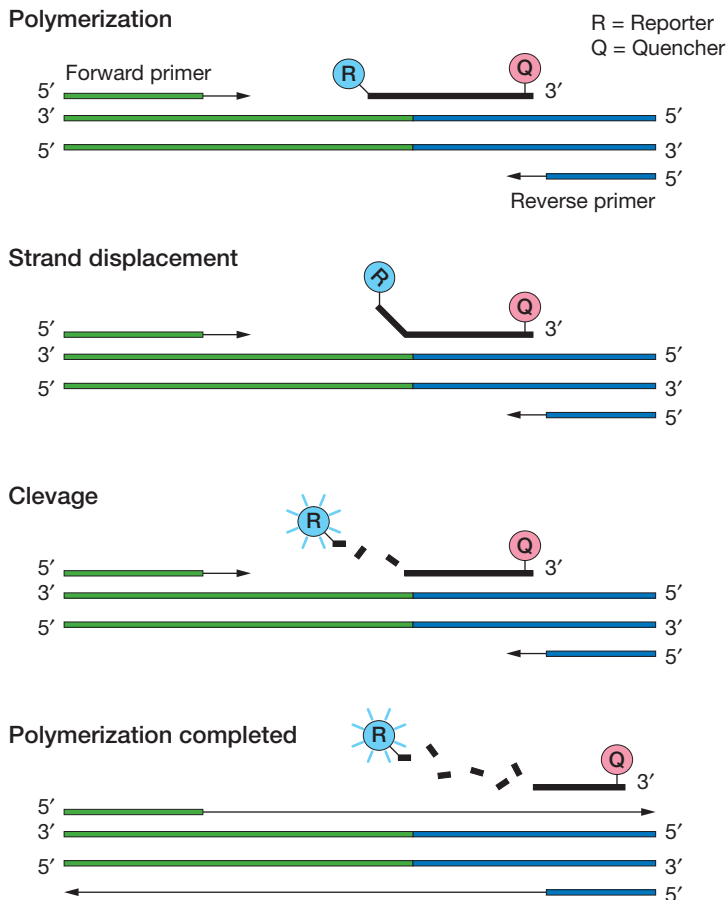 Polymerization
R = Reporter
Q = Quencher
Forward primer
R
Q
5′
3′
3′
5′
5′
3′
5′
Reverse primer
Strand displacement
R
Q
5′
3′
3′
5′
5′
3′
5′
Clevage
R
Q
5′
3′
3′
5′
5′
3′
5′
Polymerization completed
R
Q
3′
5′
3′
5′
5′
3′
5′